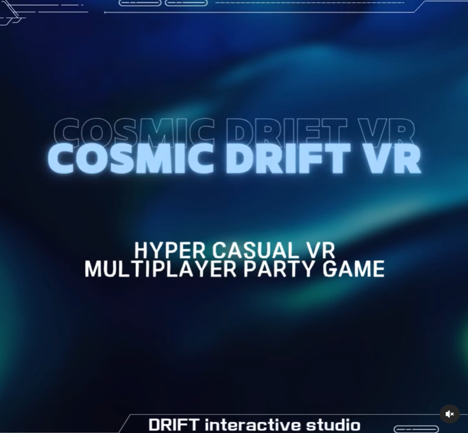 COSMIC DRIFT VR
COSMIC DRIFT VR
HYPER CASUAL VR
MULTIPLAYER PARTY GAME
DRIFT interactive studio